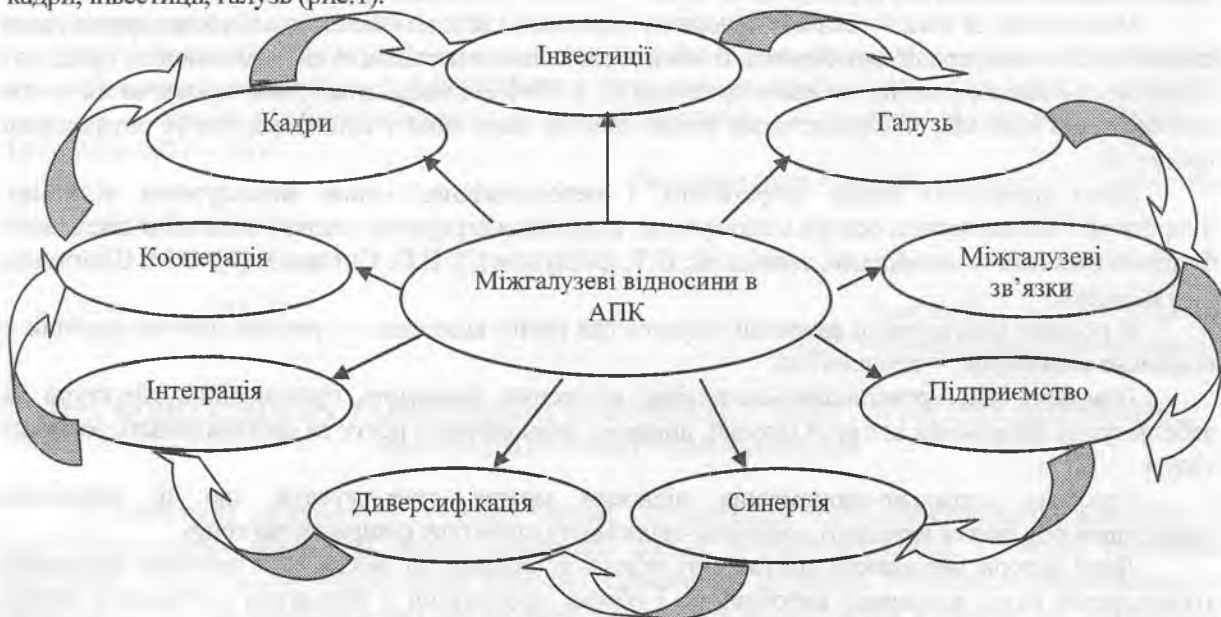 кадри, інвестиції, галузь (рис.1).
Інвестиції
Кадри
Галузь
Кооперація
Міжгалузеві відносини в
АПК
Міжгалузеві
зв’язки
Інтеграція
Підприємство
Диверсифікація
Синергія